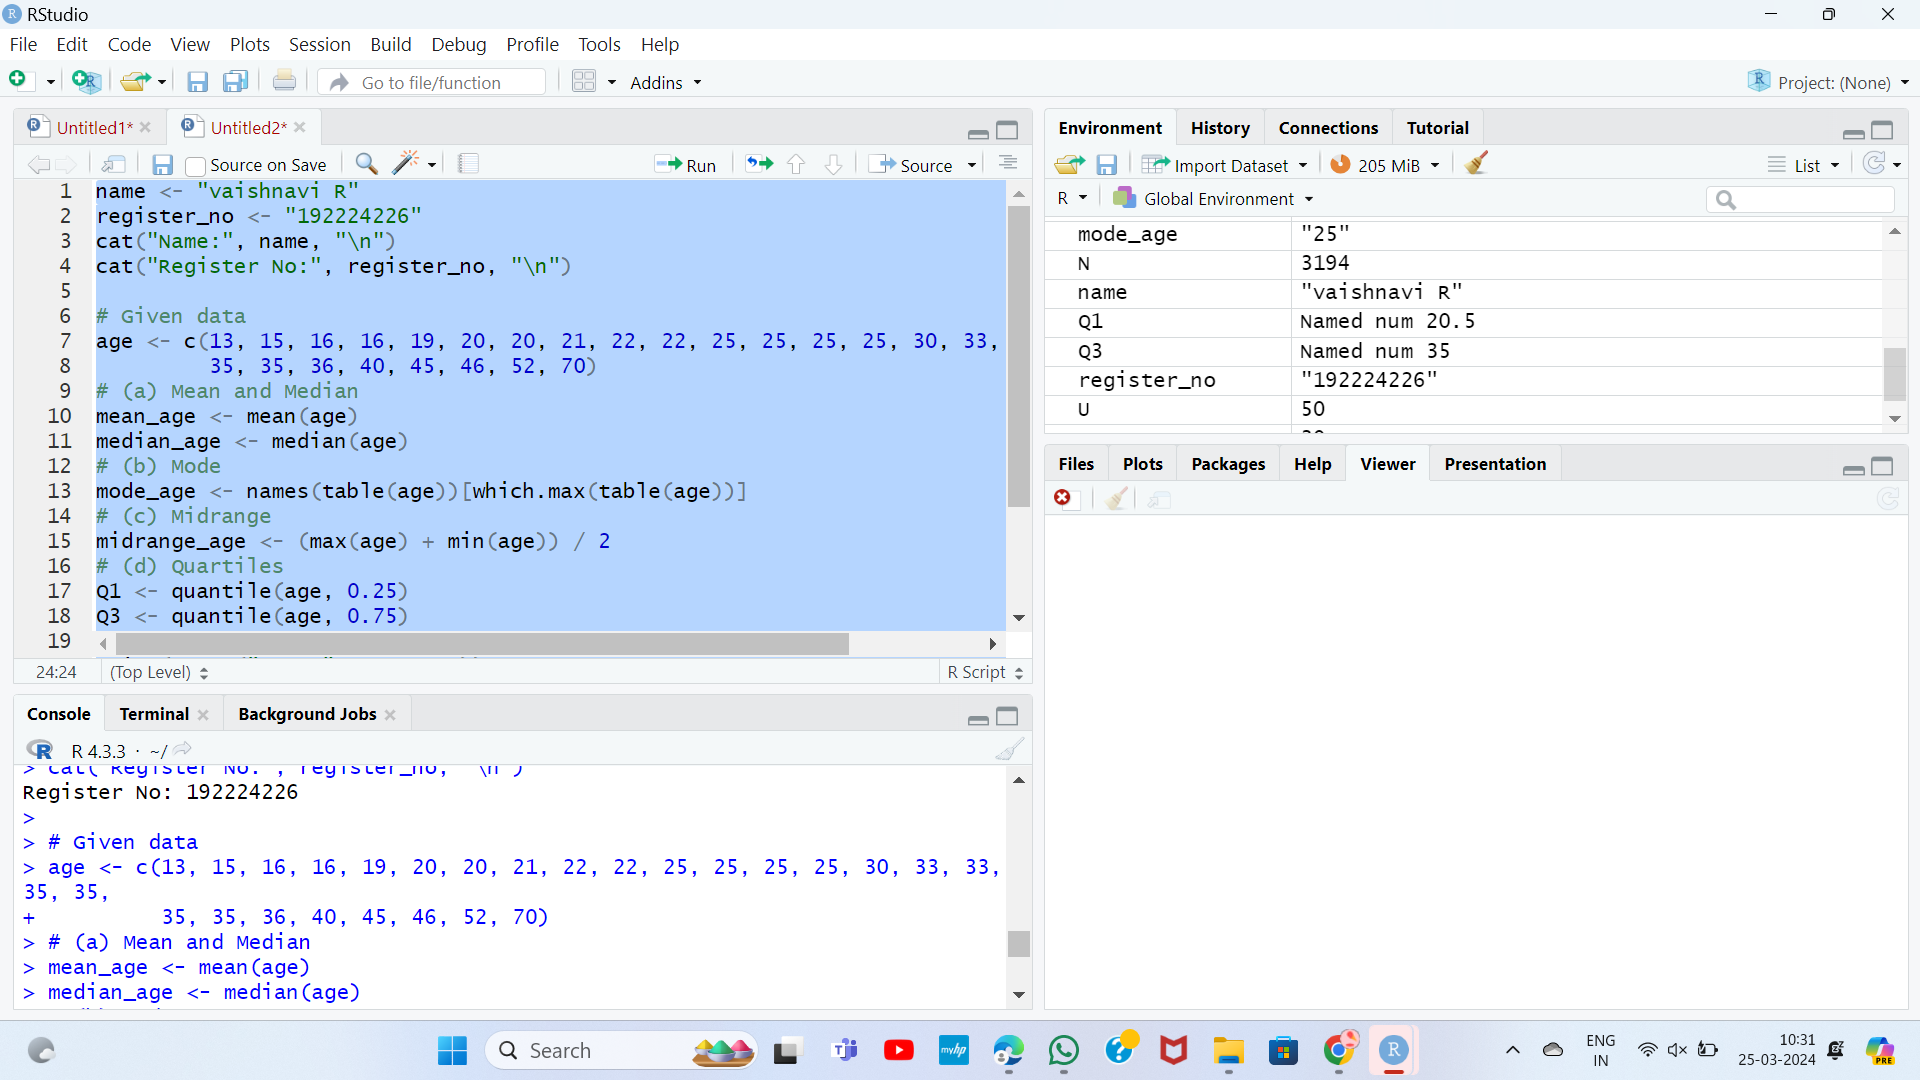 RStudio
File Edit Code View Plots Session Build Debug Profile Tools Help
Go to file/function Addins Project: (None)
Untitled1* Untitled2*
Source on Save Run Source
1 name <- "vaishnavi R"
2 register_no <- "192224226"
3 cat("Name:", name, "\n")
4 cat("Register No:", register_no, "\n")
5
6 # Given data
7 age <- c(13, 15, 16, 16, 19, 20, 20, 21, 22, 22, 25, 25, 25, 25, 30, 33,
8 35, 35, 36, 40, 45, 46, 52, 70)
9 # (a) Mean and Median
10 mean_age <- mean(age)
11 median_age <- median(age)
12 # (b) Mode
13 mode_age <- names(table(age))[which.max(table(age))]
14 # (c) Midrange
15 midrange_age <- (max(age) + min(age)) / 2
16 # (d) Quartiles
17 Q1 <- quantile(age, 0.25)
18 Q3 <- quantile(age, 0.75)
19
24:24 (Top Level) R Script
Console Terminal Background Jobs
R 4.3.3 · ~/
> cat("Register No:", register_no, "\n")
Register No: 192224226
>
> # Given data
> age <- c(13, 15, 16, 16, 19, 20, 20, 21, 22, 22, 25, 25, 25, 25, 30, 33, 33,
35, 35,
+ 35, 35, 36, 40, 45, 46, 52, 70)
> # (a) Mean and Median
> mean_age <- mean(age)
> median_age <- median(age)
Environment History Connections Tutorial
Import Dataset 205 MiB List
R Global Environment
mode_age "25"
N 3194
name "vaishnavi R"
Q1 Named num 20.5
Q3 Named num 35
register_no "192224226"
U 50
Files Plots Packages Help Viewer Presentation
Search
myhp
ENG
IN
10:31
25-03-2024
PRE